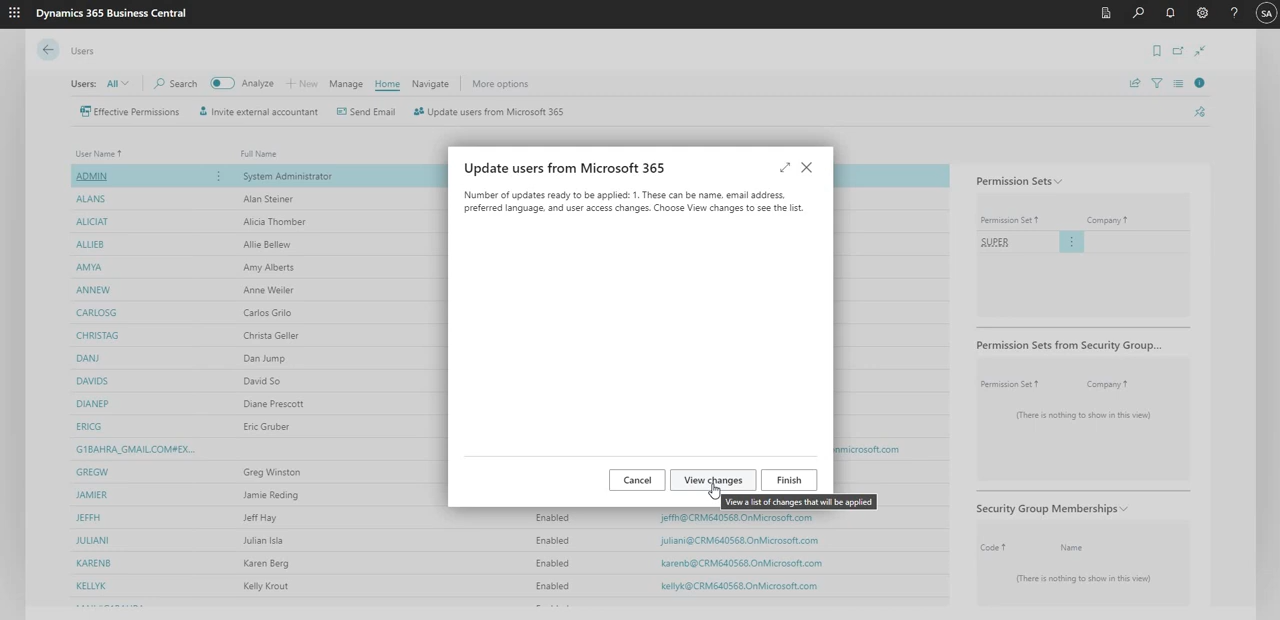 Dynamics 365 Business Central
SA
Users
Users: All Search Analyze + New Manage Home Navigate More options
Effective Permissions Invite external accountant Send Email Update users from Microsoft 365
User Name ↑ Full Name
ADMIN System Administrator
ALANS Alan Steiner
ALICIAT Alicia Thomber
ALLIEB Allie Bellew
AMYA Amy Alberts
ANNEW Anne Weiler
CARLOSG Carlos Grilo
CHRISTAG Christa Geller
DANJ Dan Jump
DAVIDS David So
DIANEP Diane Prescott
ERICG Eric Gruber
G1BAHRA_GMAIL.COM#EX... onmicrosoft.com
GREGW Greg Winston
JAMIER Jamie Reding
JEFFH Jeff Hay Enabled jeffh@CRM640568.OnMicrosoft.com
JULIANI Julian Isla Enabled juliani@CRM640568.OnMicrosoft.com
KARENB Karen Berg Enabled karenb@CRM640568.OnMicrosoft.com
KELLYK Kelly Krout Enabled kellyk@CRM640568.OnMicrosoft.com
Update users from Microsoft 365
Number of updates ready to be applied: 1. These can be name, email address,
preferred language, and user access changes. Choose View changes to see the list.
Cancel View changes Finish
View a list of changes that will be applied
Permission Sets
Permission Set ↑ Company ↑
SUPER
Permission Sets from Security Group...
Permission Set ↑ Company ↑
(There is nothing to show in this view)
Security Group Memberships
Code ↑ Name
(There is nothing to show in this view)